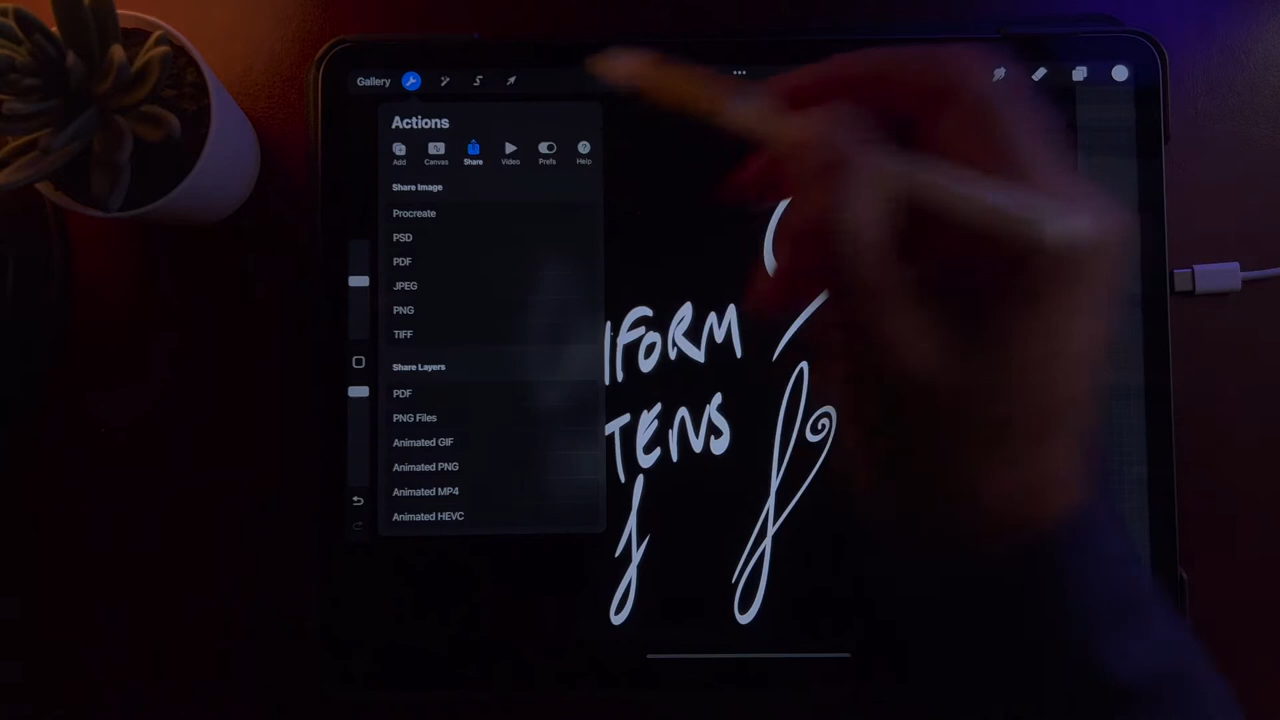 Gallery
Actions
Add Canvas Share Video Prefs Help
Share Image
Procreate
PSD
PDF
JPEG
PNG
TIFF
Share Layers
PDF
PNG Files
Animated GIF
Animated PNG
Animated MP4
Animated HEVC
IFORM
TENS